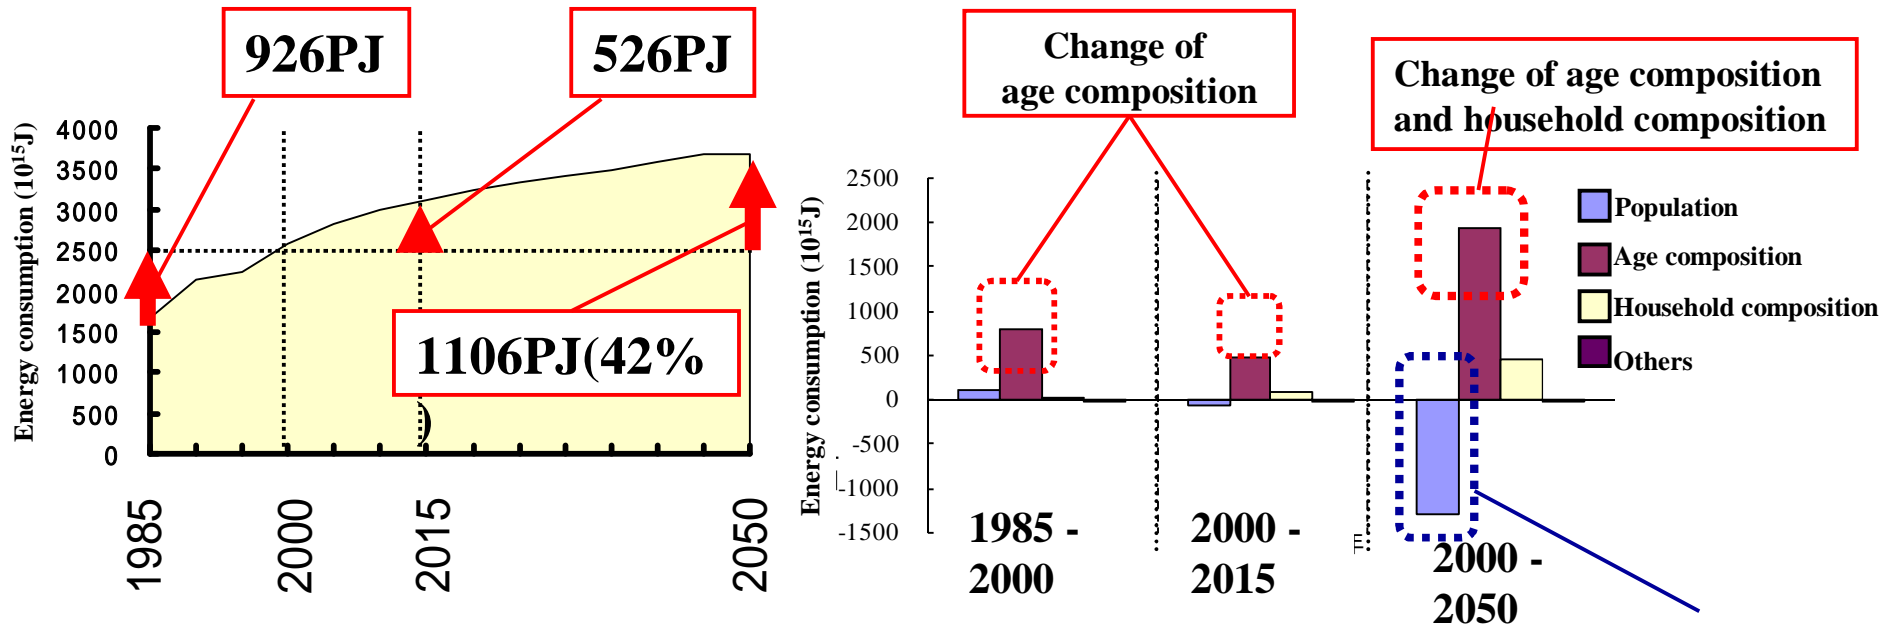 926PJ
526PJ
Energy consumption (10¹⁵J)
4000
3500
3000
2500
2000
1500
1000
500
0
1106PJ(42%
)
1985
2000
2015
2050
Change of
age composition
Change of age composition
and household composition
Energy consumption (10¹⁵J)
2500
2000
1500
1000
500
0
-500
-1000
-1500
1985 -
2000
2000 -
2015
2000 -
2050
Population
Age composition
Household composition
Others